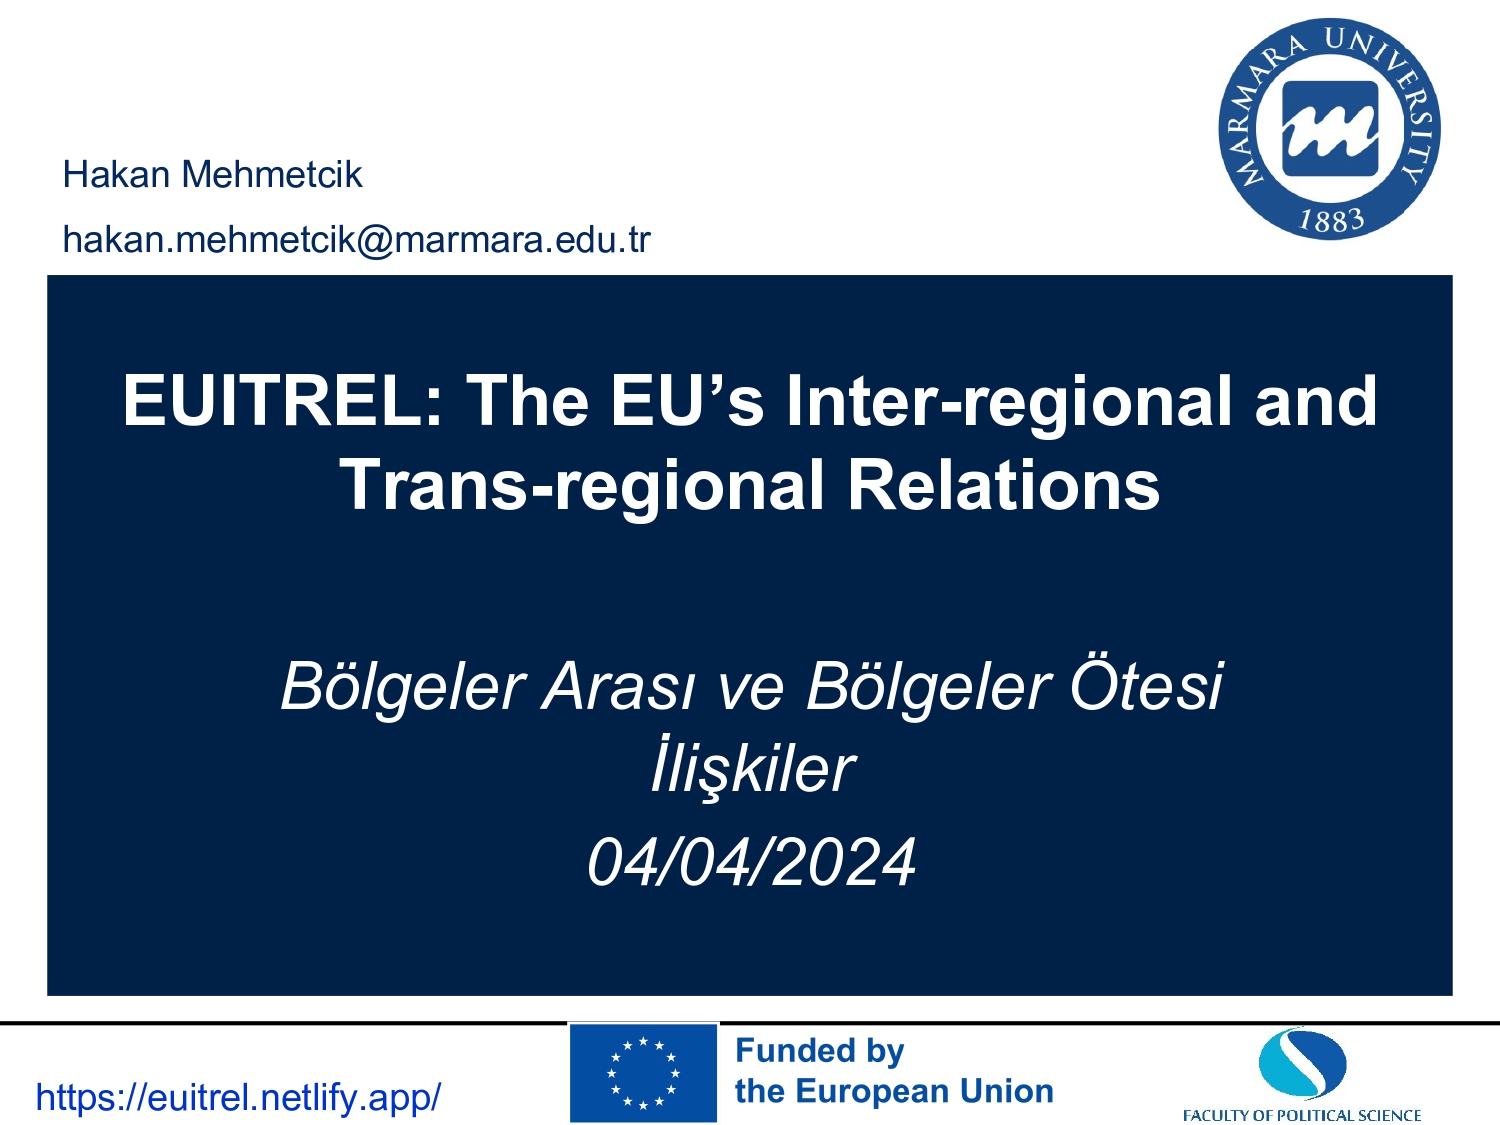 MARMARA UNIVERSITY
1883
Hakan Mehmetcik
hakan.mehmetcik@marmara.edu.tr
EUITREL: The EU’s Inter-regional and
Trans-regional Relations
Bölgeler Arası ve Bölgeler Ötesi
İlişkiler
04/04/2024
https://euitrel.netlify.app/
Funded by
the European Union
FACULTY OF POLITICAL SCIENCE